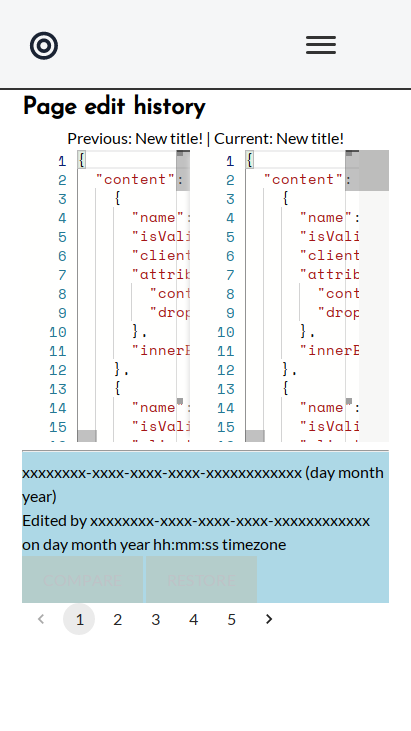 Page edit history
Previous: New title! | Current: New title!
1 {
2 "content":
3 {
4 "name":
5 "isVali
6 "client
7 "attrib
8 "cont
9 "drop
10 },
11 "innerB
12 },
13 {
14 "name":
15 "isVali
1 {
2 "content":
3 {
4 "name":
5 "isVali
6 "client
7 "attrib
8 "cont
9 "drop
10 },
11 "innerB
12 },
13 {
14 "name":
15 "isVali
xxxxxxxx-xxxx-xxxx-xxxx-xxxxxxxxxxxx (day month
year)
Edited by xxxxxxxx-xxxx-xxxx-xxxx-xxxxxxxxxxxx
on day month year hh:mm:ss timezone
COMPARE RESTORE
1 2 3 4 5